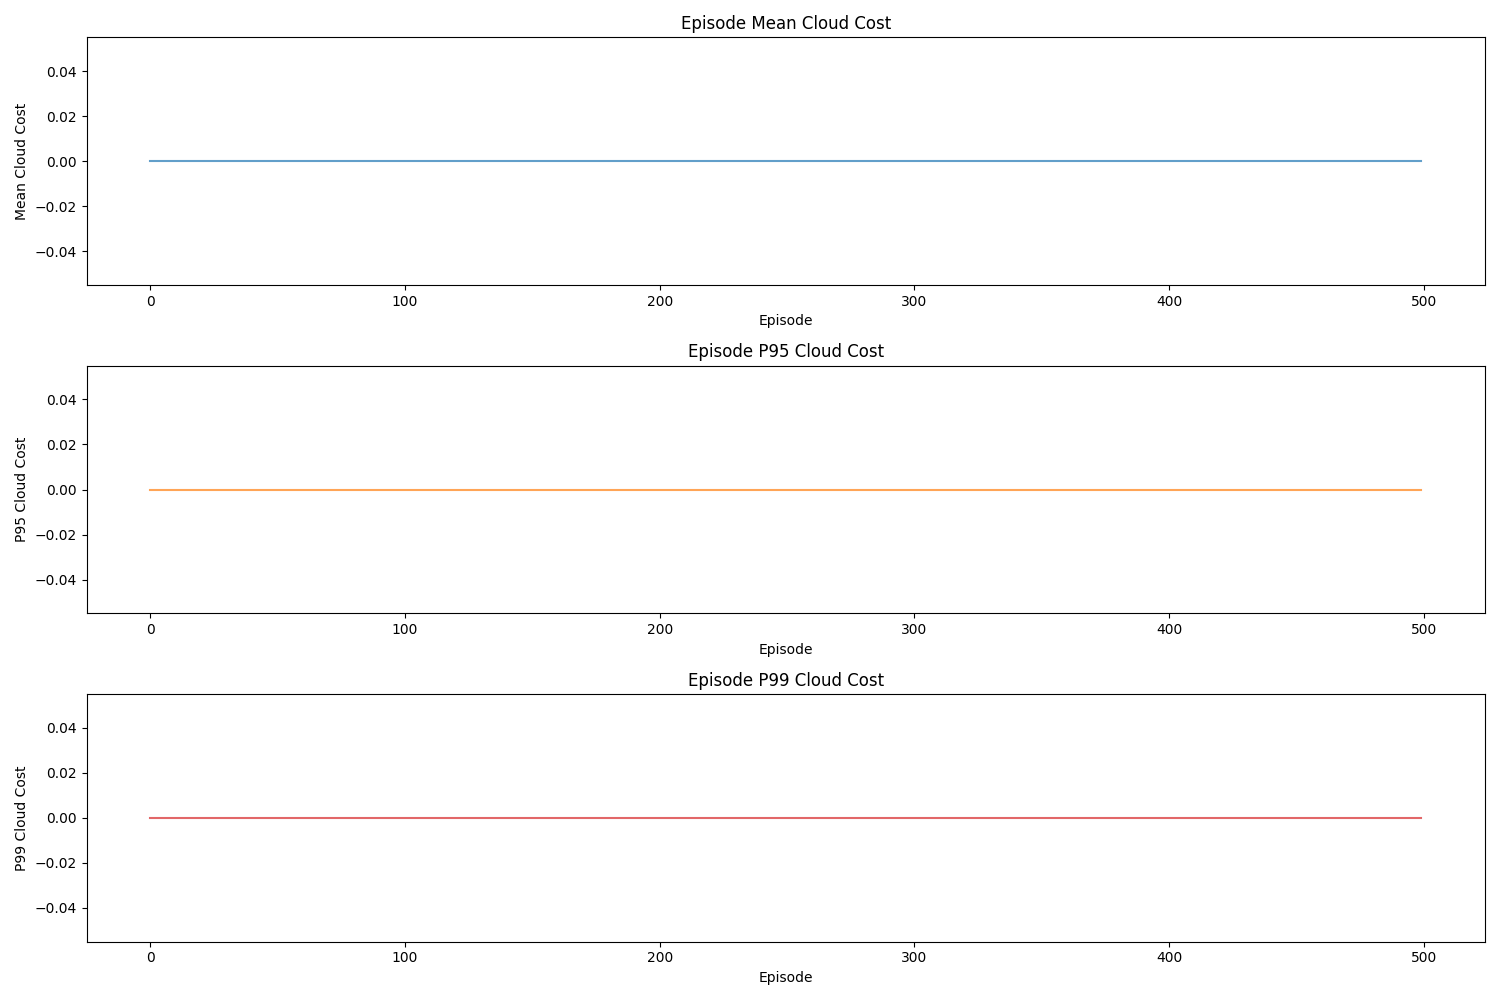 Episode Mean Cloud Cost
Mean Cloud Cost
0.04
0.02
0.00
−0.02
−0.04
0 100 200 300 400 500
Episode
Episode P95 Cloud Cost
P95 Cloud Cost
0.04
0.02
0.00
−0.02
−0.04
0 100 200 300 400 500
Episode
Episode P99 Cloud Cost
P99 Cloud Cost
0.04
0.02
0.00
−0.02
−0.04
0 100 200 300 400 500
Episode